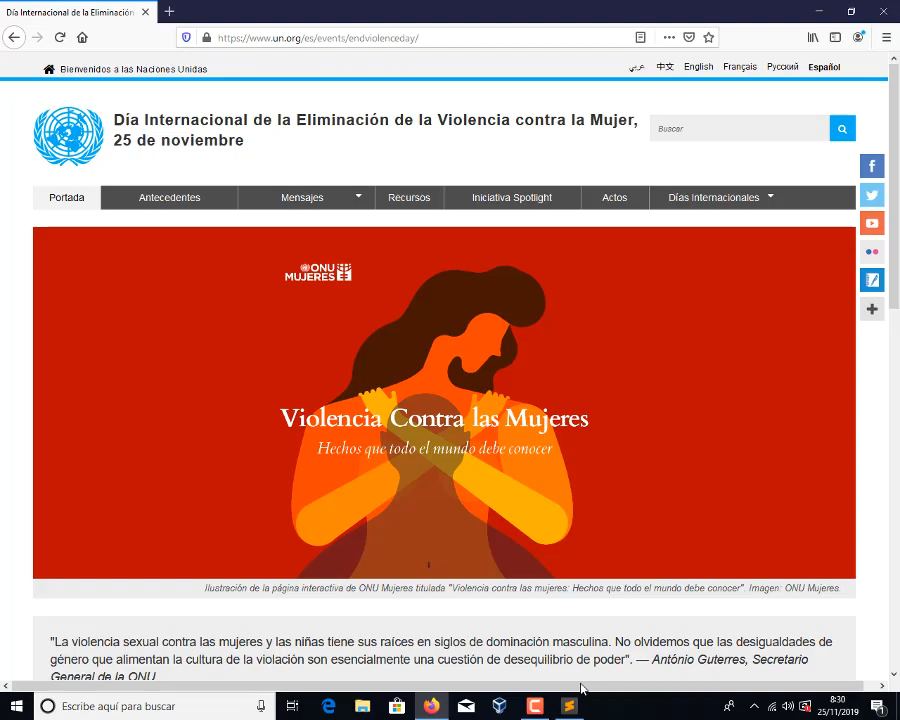 Día Internacional de la Eliminación
https://www.un.org/es/events/endviolenceday/
Bienvenidos a las Naciones Unidas
عربي 中文 English Français Русский Español
Día Internacional de la Eliminación de la Violencia contra la Mujer,
25 de noviembre
Buscar
Portada Antecedentes Mensajes Recursos Iniciativa Spotlight Actos Días Internacionales
ONU
MUJERES
Violencia Contra las Mujeres
Hechos que todo el mundo debe conocer
Ilustración de la página interactiva de ONU Mujeres titulada "Violencia contra las mujeres: Hechos que todo el mundo debe conocer". Imagen: ONU Mujeres.
"La violencia sexual contra las mujeres y las niñas tiene sus raíces en siglos de dominación masculina. No olvidemos que las desigualdades de
género que alimentan la cultura de la violación son esencialmente una cuestión de desequilibrio de poder". — António Guterres, Secretario
General de la ONU
Escribe aquí para buscar
8:30
25/11/2019